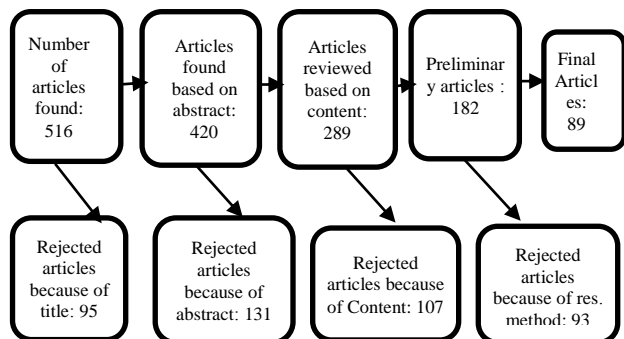 Number of
articles
found:
516
Articles
found
based on
abstract:
420
Articles
reviewed
based on
content:
289
Preliminar
y articles :
182
Final
Articl
es:
89
Rejected
articles
because of
title: 95
Rejected
articles
because of
abstract: 131
Rejected
articles because
of Content: 107
Rejected
articles
because of res.
method: 93